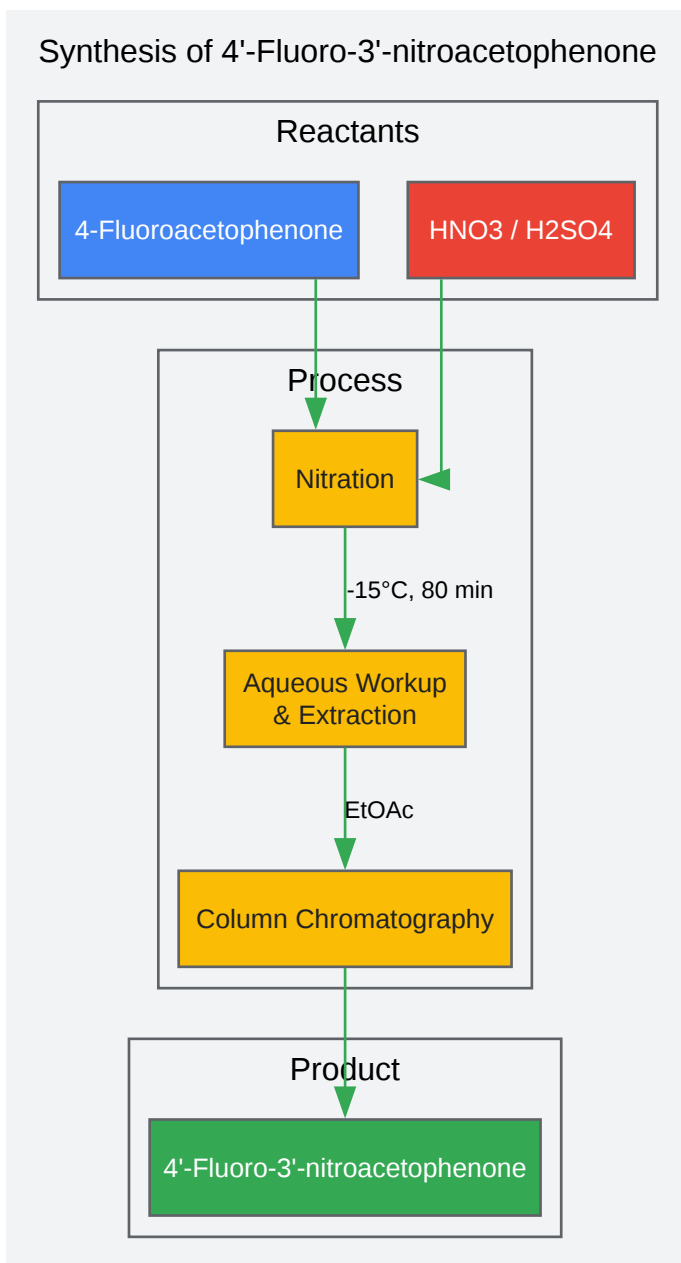 Synthesis of 4'-Fluoro-3'-nitroacetophenone
Reactants
4-Fluoroacetophenone
HNO3 / H2SO4
Process
Nitration
-15°C, 80 min
Aqueous Workup
& Extraction
EtOAc
Column Chromatography
Product
4'-Fluoro-3'-nitroacetophenone